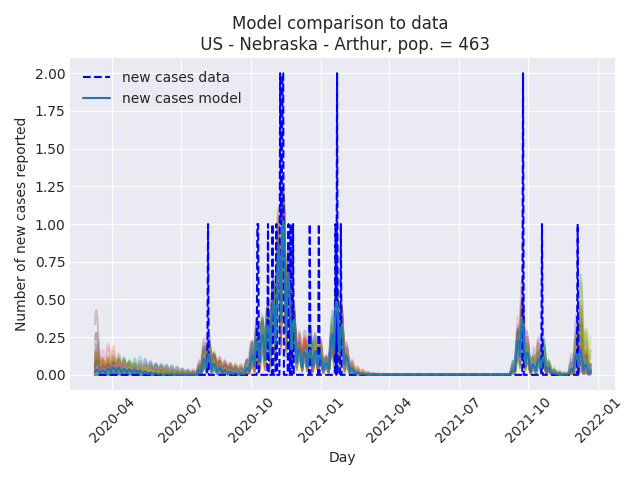 Model comparison to data
US - Nebraska - Arthur, pop. = 463
new cases data
new cases model
Number of new cases reported
2.00
1.75
1.50
1.25
1.00
0.75
0.50
0.25
0.00
2020-04
2020-07
2020-10
2021-01
2021-04
2021-07
2021-10
2022-01
Day